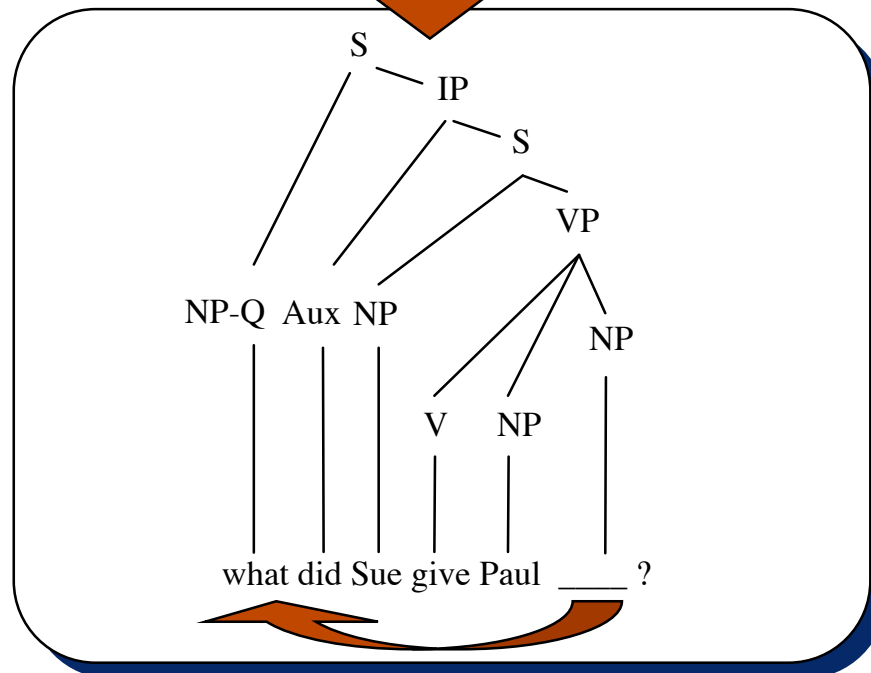 S
IP
S
VP
NP-Q Aux NP
NP
V NP
what did Sue give Paul ____ ?